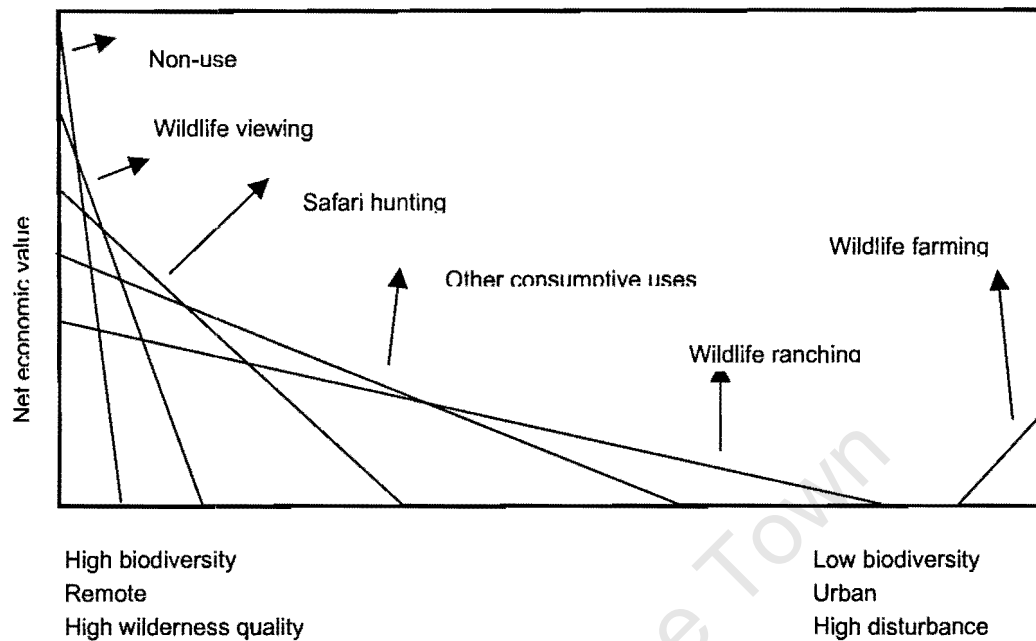 Non-use
Wildlife viewing
Safari hunting
Wildlife farming
Other consumptive uses
Wildlife ranching
Net economic value
High biodiversity
Low biodiversity
Remote
Urban
High wilderness quality
High disturbance
e Town